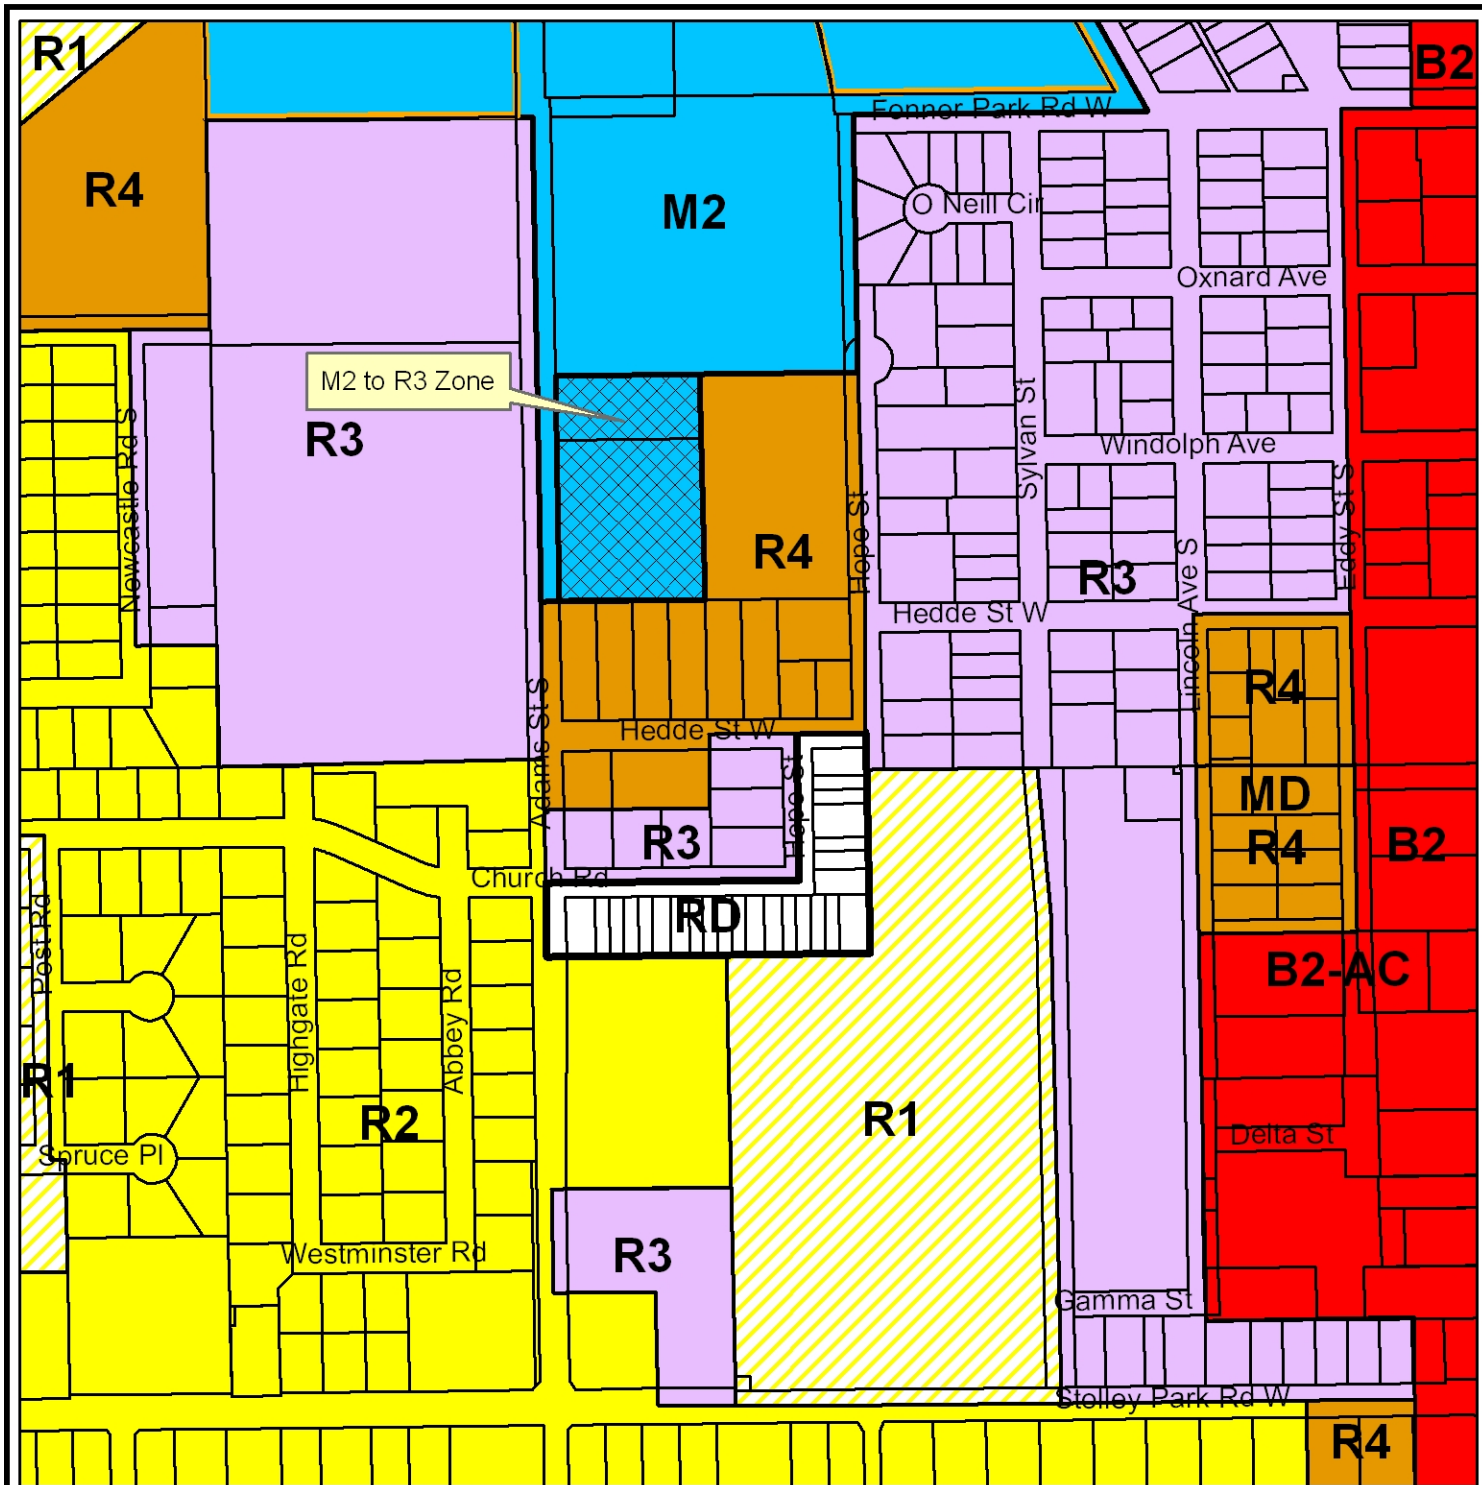 R1
B2
Fonner Park Rd W
R4
M2
O Neill Cir
Oxnard Ave
M2 to R3 Zone
R3
Newcastle Rd S
Sylvan St
Windolph Ave
Hope St
Eddy St S
R4
R3
Lincoln Ave S
Hedde St W
R4
Adams St S
Hedde St W
Hope St
MD
R3
R4
B2
Church Rd
RD
Post Rd
Highgate Rd
Abbey Rd
B2-AC
R1
R2
R1
Delta St
Spruce Pl
Westminster Rd
R3
Gamma St
Stolley Park Rd W
R4